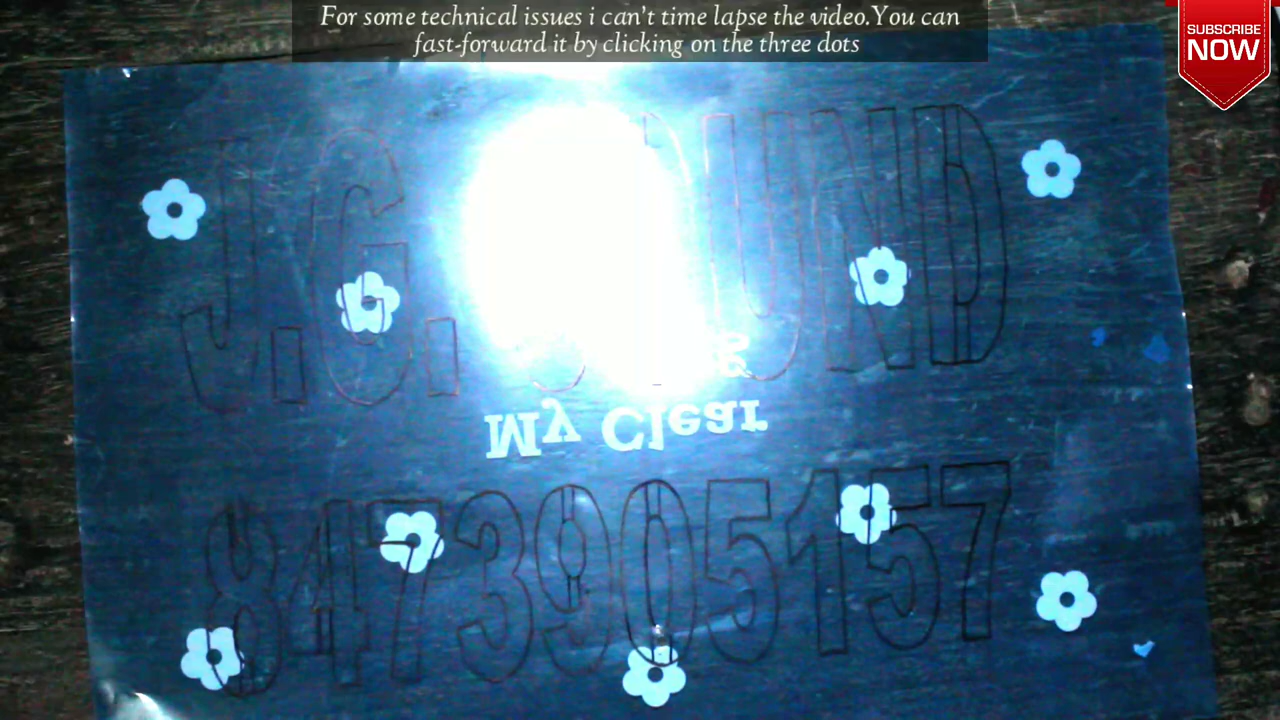 For some technical issues i can't time lapse the video.You can
fast-forward it by clicking on the three dots
SUBSCRIBE
NOW
J.G.
My Clear
8473905157